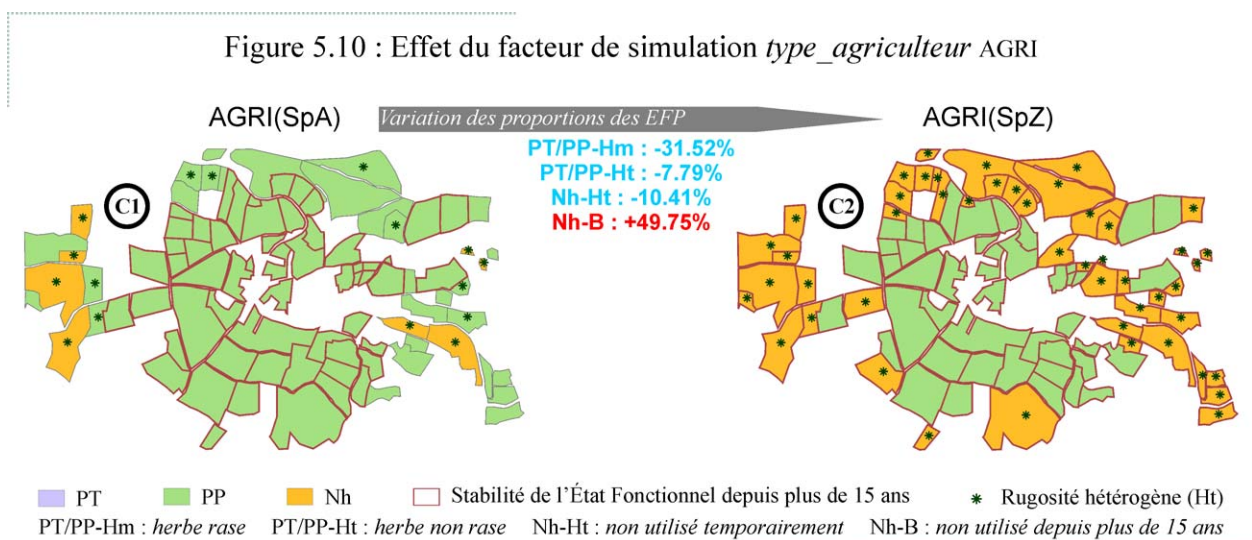 Figure 5.10 : Effet du facteur de simulation type_agriculteur AGRI
AGRI(SpA)
Variation des proportions des EFP
AGRI(SpZ)
PT/PP-Hm : -31.52%
PT/PP-Ht : -7.79%
Nh-Ht : -10.41%
Nh-B : +49.75%
C1
C2
PT PP Nh Stabilité de l’État Fonctionnel depuis plus de 15 ans * Rugosité hétérogène (Ht)
PT/PP-Hm : herbe rase PT/PP-Ht : herbe non rase Nh-Ht : non utilisé temporairement Nh-B : non utilisé depuis plus de 15 ans